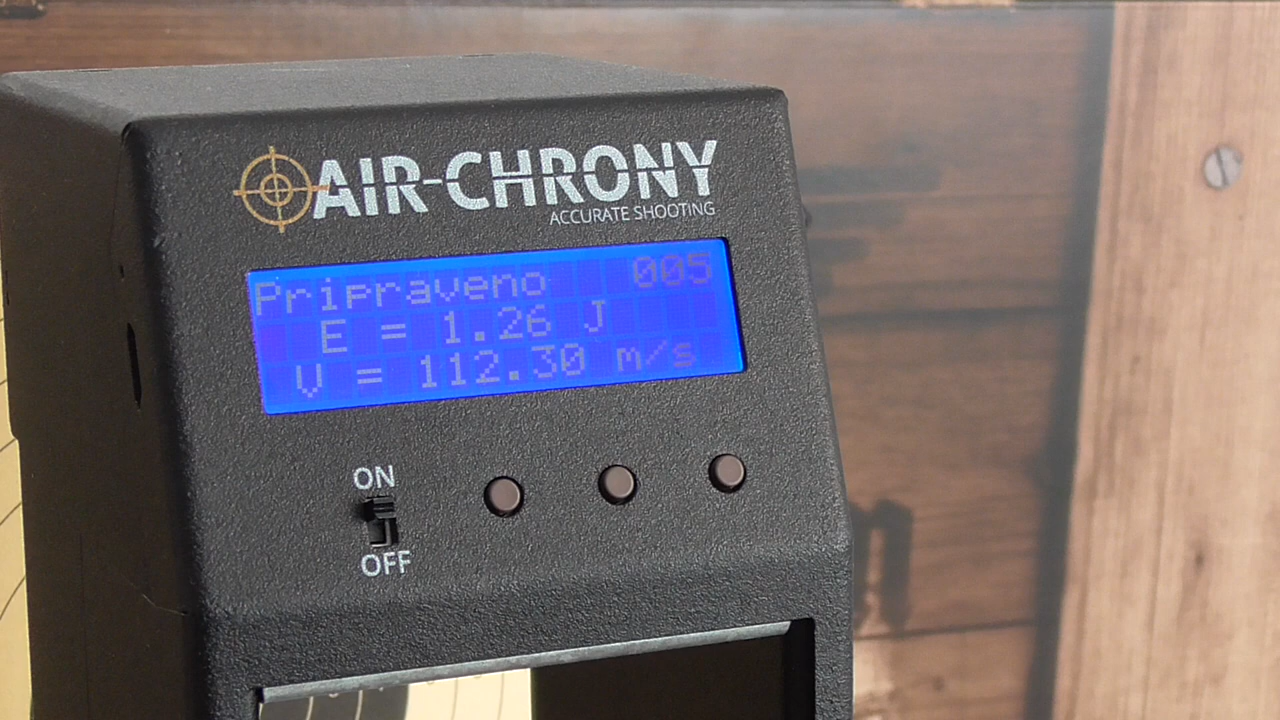 AIR-CHRONY
ACCURATE SHOOTING
Pripraveno 005
E = 1.26 J
V = 112.30 m/s
ON
OFF